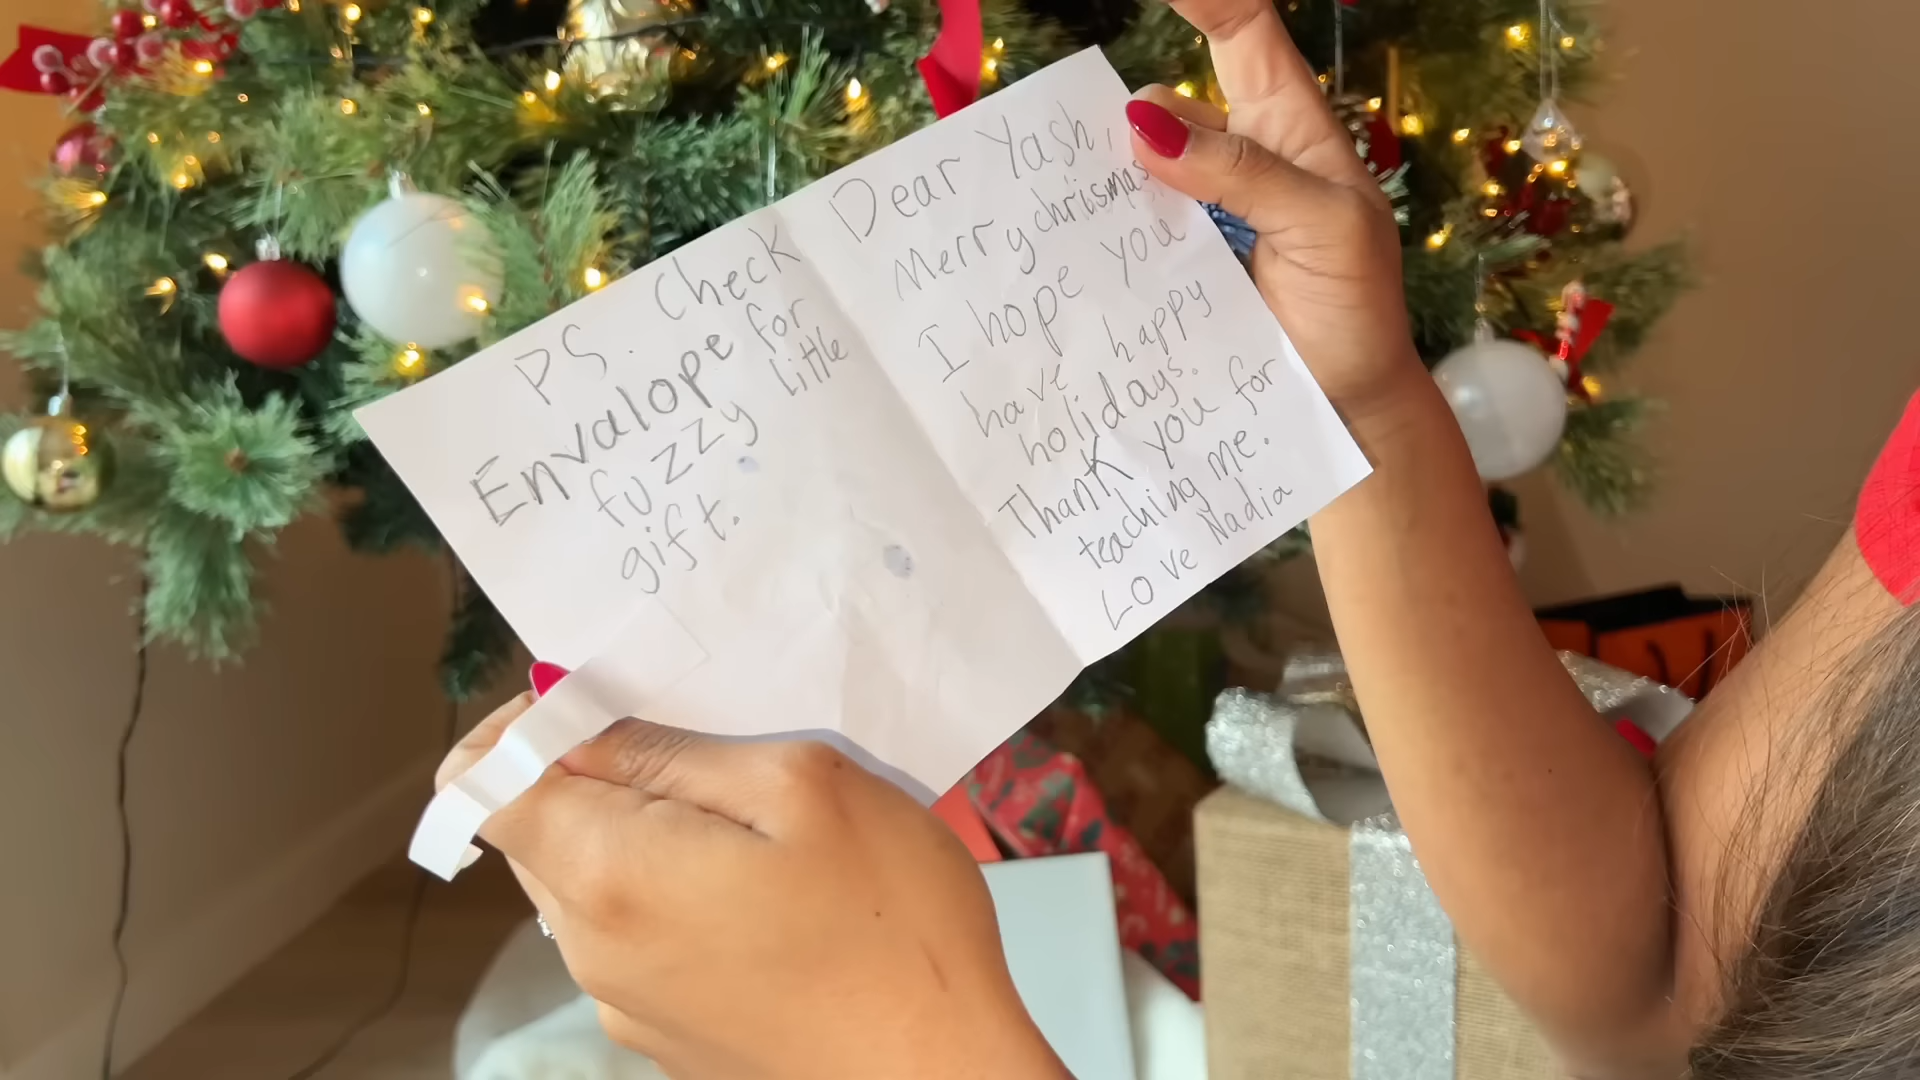 PS. Check
Envalope for
fuzzy little
gift.
Dear Yash,
Merry chrismas
I hope you
have happy
holidays.
Thank you for
teaching me.
Love Nadia